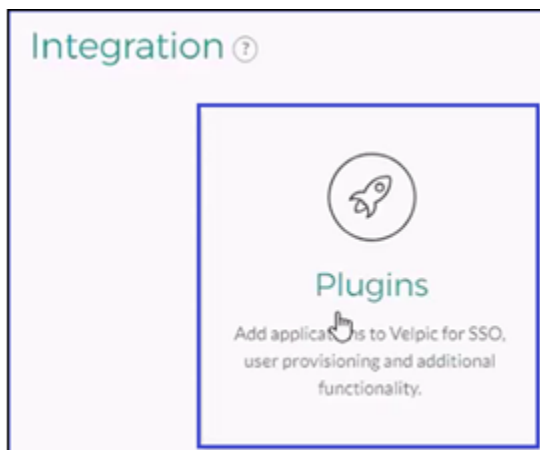 Integration ?
Plugins
Add applications to Velpic for SSO,
user provisioning and additional
functionality.